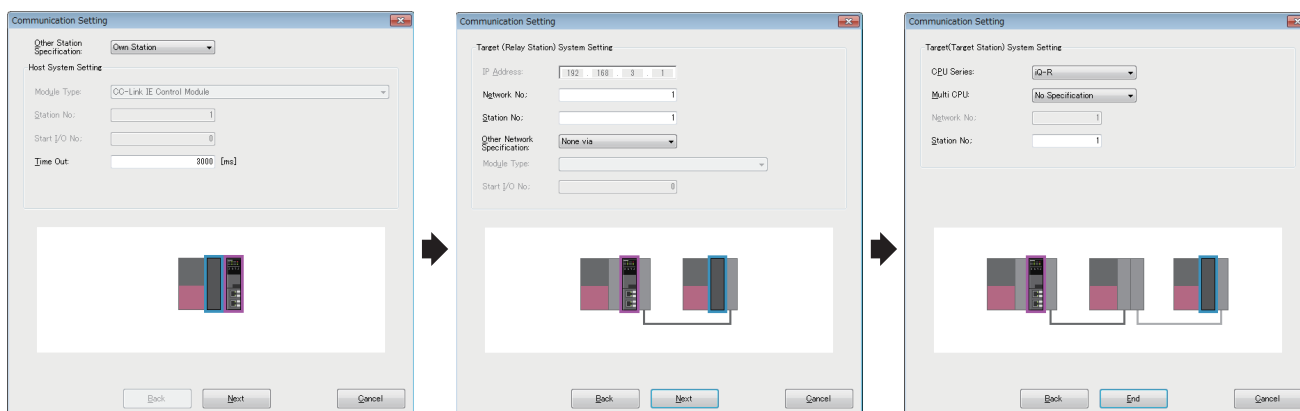 Communication Setting
Other Station
Specification:
Own Station
Host System Setting
Module Type:
CC-Link IE Control Module
Station No.:
1
Start I/O No.:
0
Time Out:
3000 [ms]
Back
Next
Cancel
Communication Setting
Target (Relay Station) System Setting
IP Address:
192 . 168 . 3 . 1
Network No.:
1
Station No.:
1
Other Network
Specification:
None via
Module Type:
Start I/O No.:
0
Back
Next
Cancel
Communication Setting
Target(Target Station) System Setting
CPU Series:
iQ-R
Multi CPU:
No Specification
Network No.:
1
Station No.:
1
Back
End
Cancel